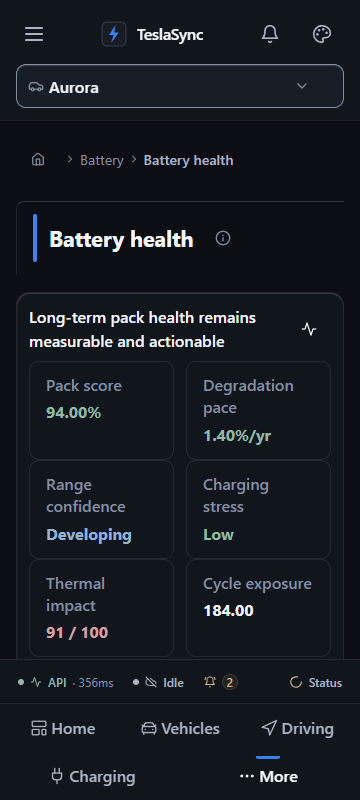 TeslaSync
Aurora
Battery
Battery health
Battery health
Long-term pack health remains
measurable and actionable
Pack score
94.00%
Degradation
pace
1.40%/yr
Range
confidence
Developing
Charging
stress
Low
Thermal
impact
91 / 100
Cycle exposure
184.00
API · 356ms
Idle
2
Status
Home
Vehicles
Driving
Charging
More